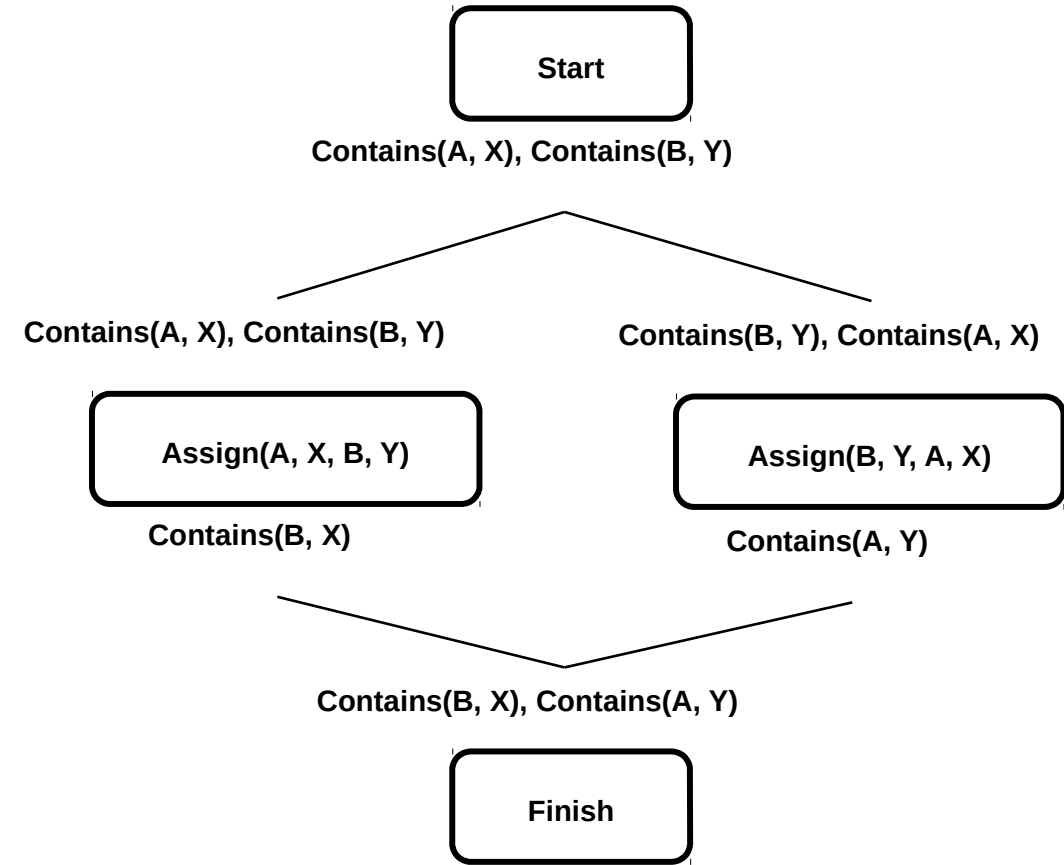 Start
Contains(A, X), Contains(B, Y)
Contains(A, X), Contains(B, Y)
Contains(B, Y), Contains(A, X)
Assign(A, X, B, Y)
Assign(B, Y, A, X)
Contains(B, X)
Contains(A, Y)
Contains(B, X), Contains(A, Y)
Finish